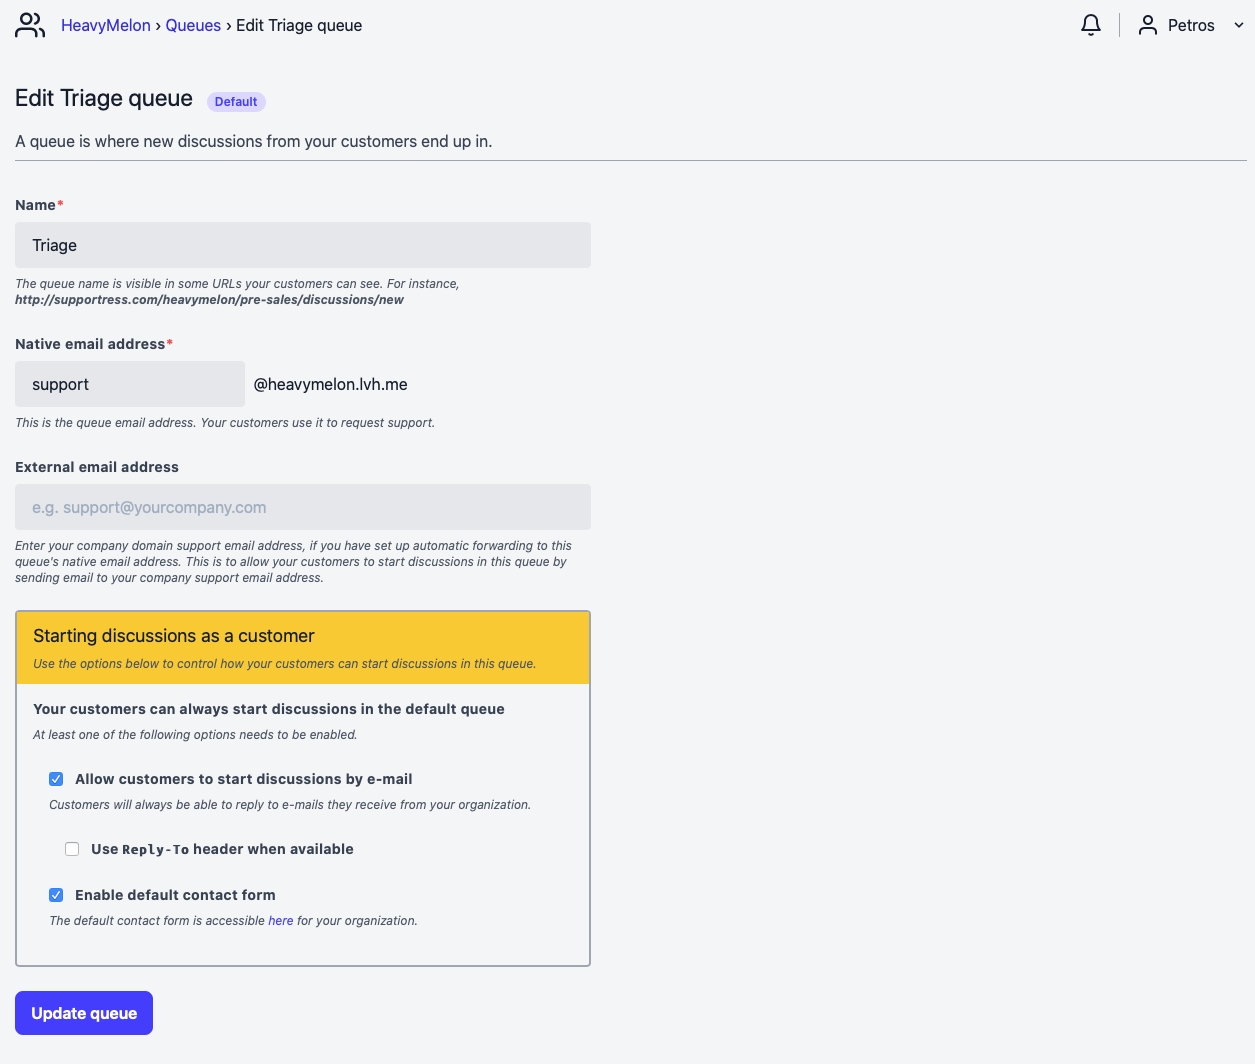 HeavyMelon › Queues › Edit Triage queue
Petros
Edit Triage queue Default
A queue is where new discussions from your customers end up in.
Name*
Triage
The queue name is visible in some URLs your customers can see. For instance,
http://supportress.com/heavymelon/pre-sales/discussions/new
Native email address*
support @heavymelon.lvh.me
This is the queue email address. Your customers use it to request support.
External email address
e.g. support@yourcompany.com
Enter your company domain support email address, if you have set up automatic forwarding to this
queue's native email address. This is to allow your customers to start discussions in this queue by
sending email to your company support email address.
Starting discussions as a customer
Use the options below to control how your customers can start discussions in this queue.
Your customers can always start discussions in the default queue
At least one of the following options needs to be enabled.
Allow customers to start discussions by e-mail
Customers will always be able to reply to e-mails they receive from your organization.
Use Reply-To header when available
Enable default contact form
The default contact form is accessible here for your organization.
Update queue